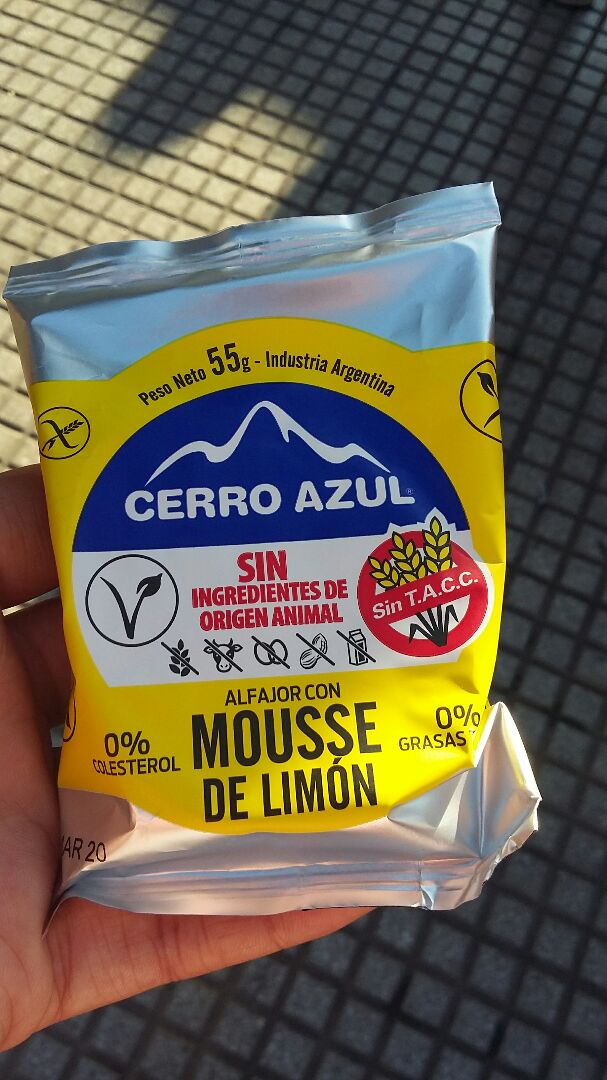 Peso Neto 55g - Industria Argentina
CERRO AZUL®
SIN
INGREDIENTES DE
ORIGEN ANIMAL
Sin T.A.C.C.
ALFAJOR CON
MOUSSE
DE LIMÓN
0%
COLESTEROL
0%
GRASAS
20